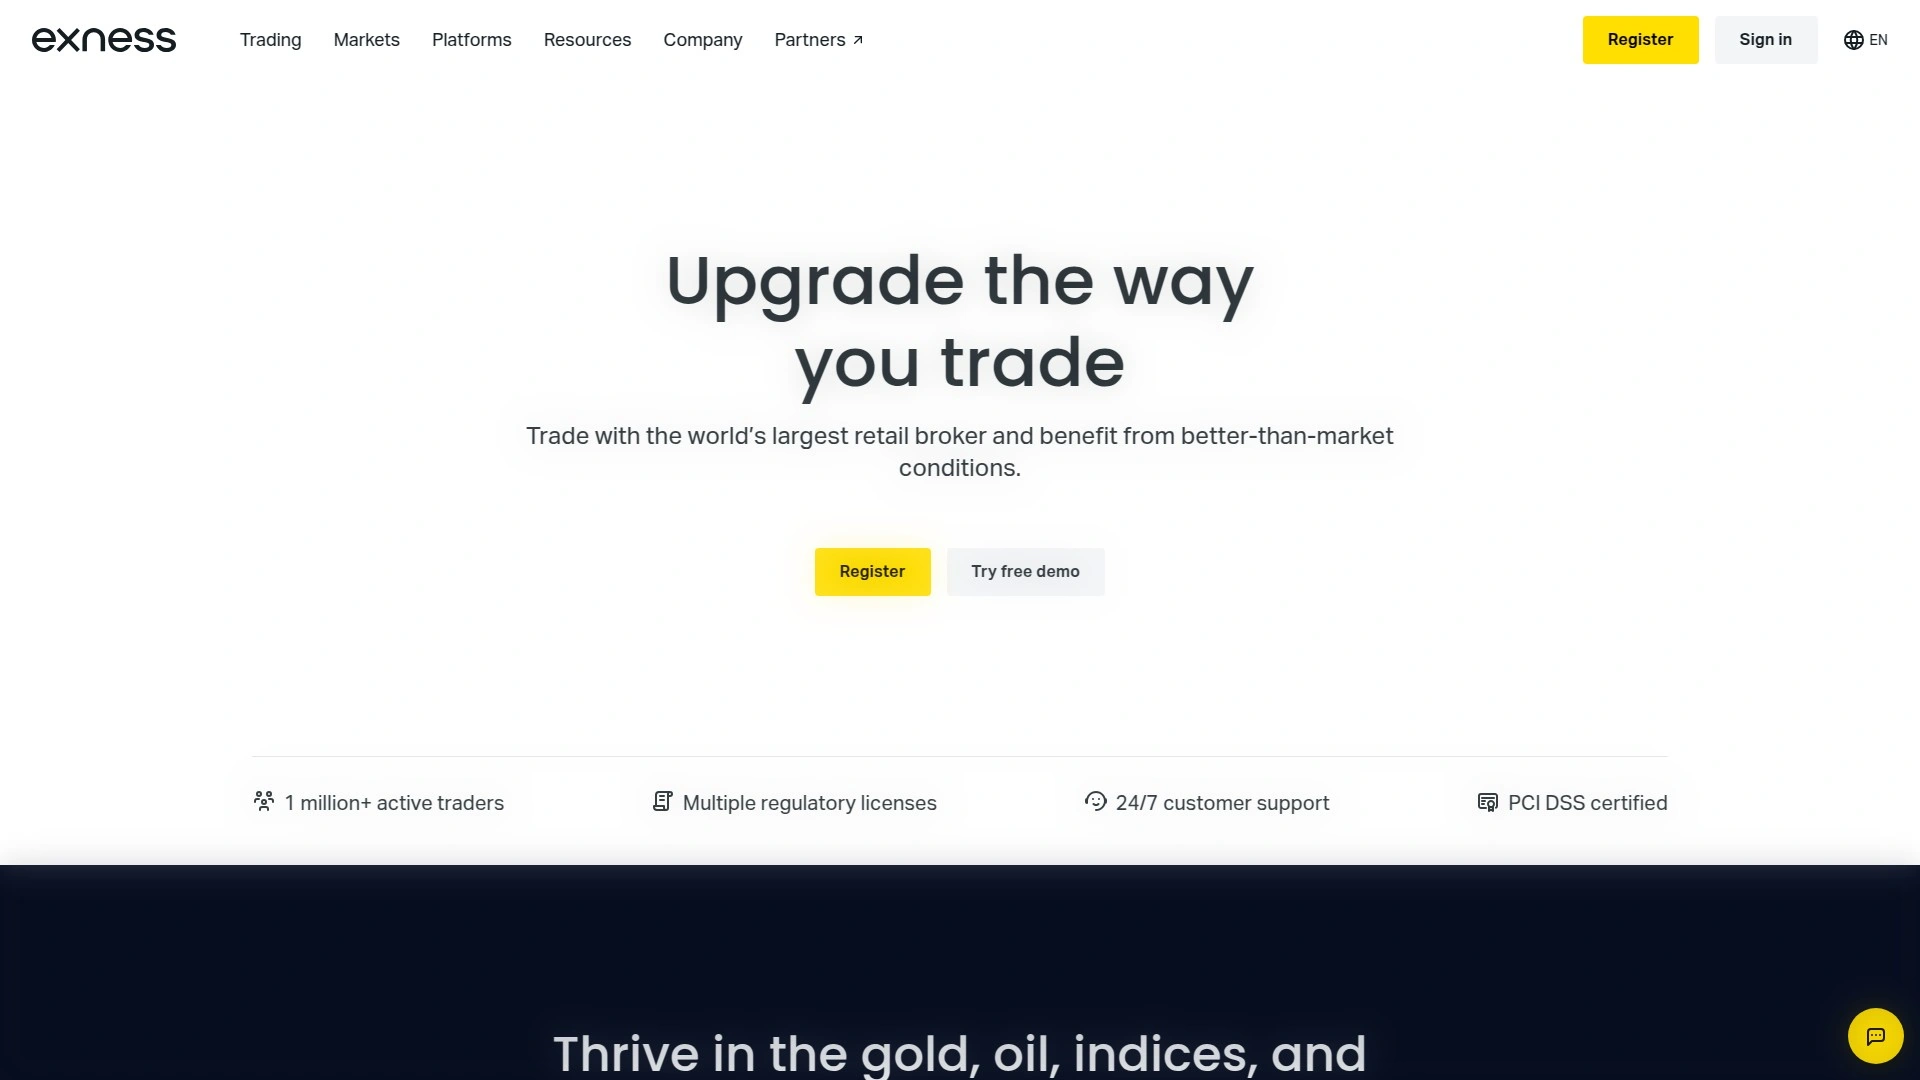 exness
Trading
Markets
Platforms
Resources
Company
Partners
Register
Sign in
EN
Upgrade the way
you trade
Trade with the world’s largest retail broker and benefit from better-than-market
conditions.
Register
Try free demo
1 million+ active traders
Multiple regulatory licenses
24/7 customer support
PCI DSS certified
Thrive in the gold, oil, indices, and